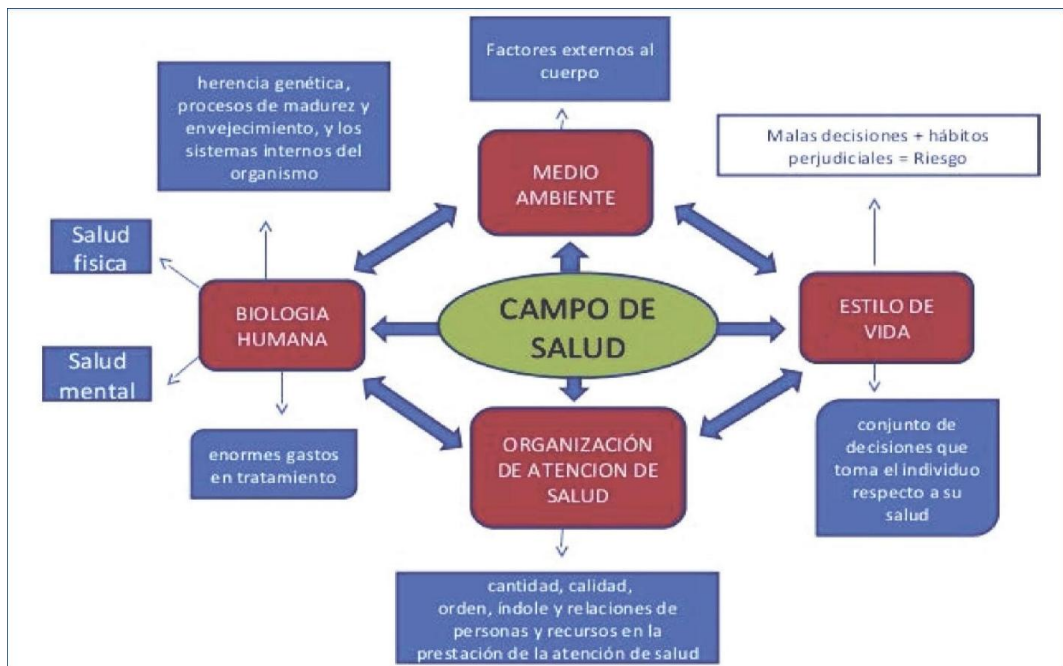 Factores externos al
cuerpo
herencia genética,
procesos de madurez y
envejecimiento, y los
sistemas internos del
organismo
Malas decisiones + hábitos
perjudiciales = Riesgo
MEDIO
AMBIENTE
Salud
fisica
BIOLOGIA
HUMANA
CAMPO DE
SALUD
ESTILO DE
VIDA
Salud
mental
enormes gastos
en tratamiento
ORGANIZACIÓN
DE ATENCION DE
SALUD
conjunto de
decisiones que
toma el individuo
respecto a su
salud
cantidad, calidad,
orden, índole y relaciones de
personas y recursos en la
prestación de la atención de salud